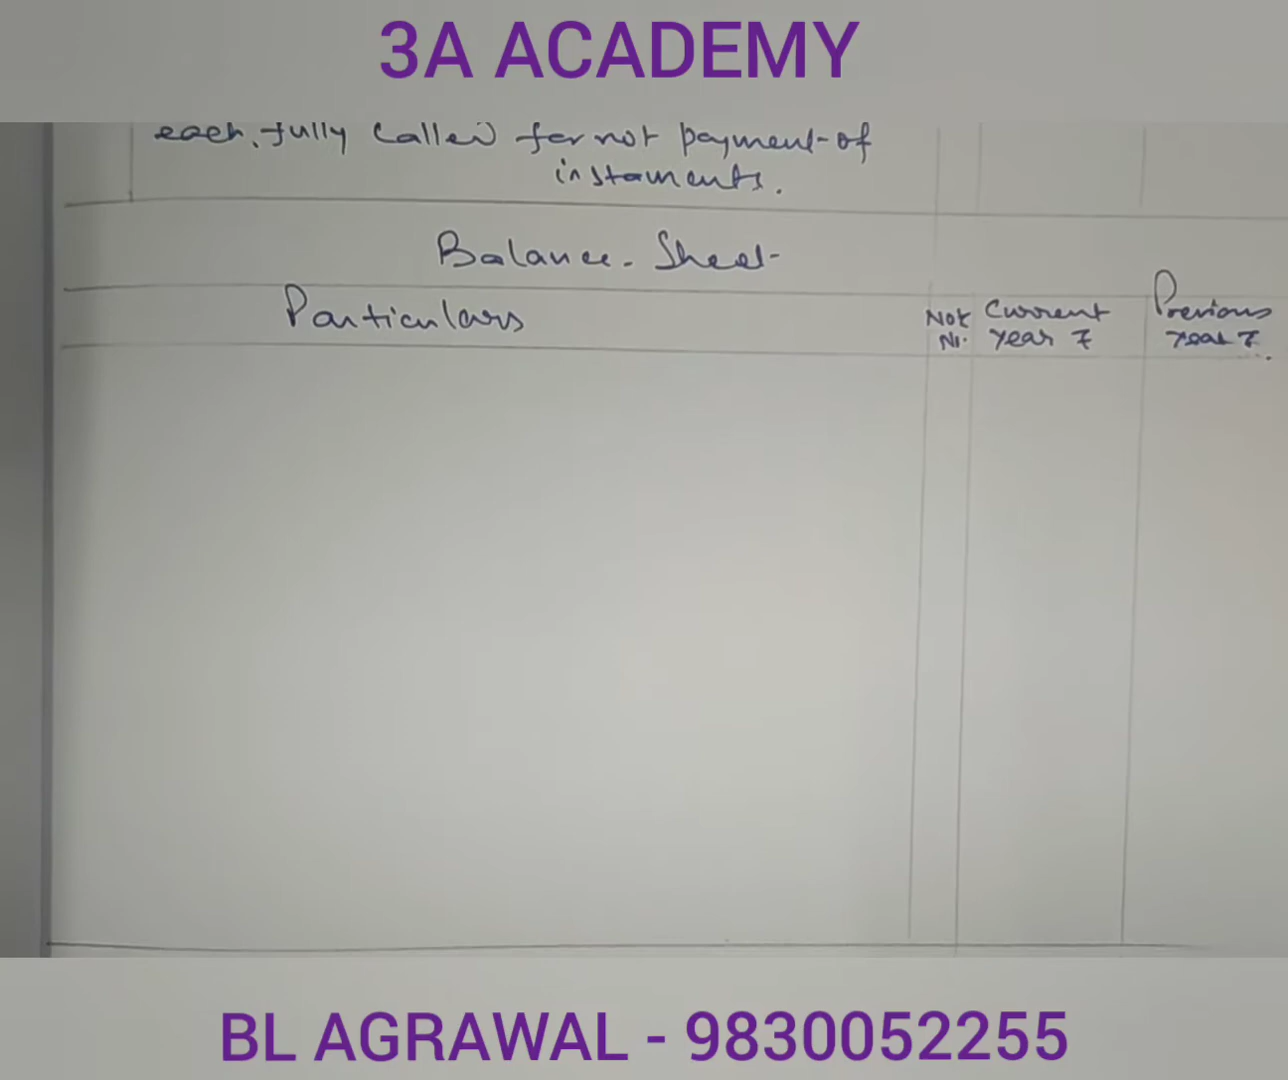 3A ACADEMY
each, fully called for not payment of
instaments.
Balance Sheet
Particulars
Note No. Current year ₹ Previous year ₹
BL AGRAWAL - 9830052255